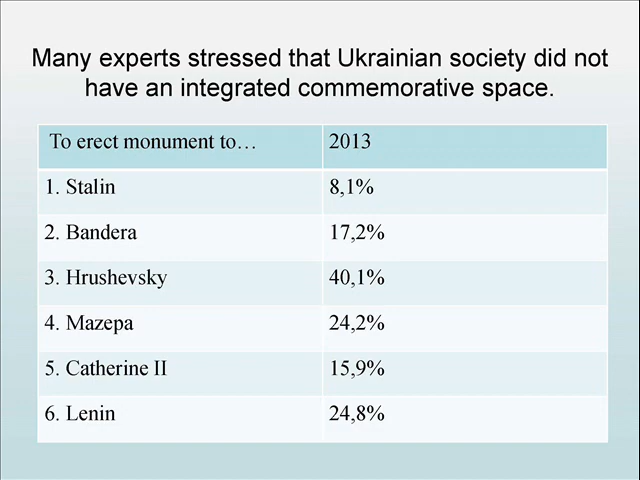 Many experts stressed that Ukrainian society did not
have an integrated commemorative space.
To erect monument to… 2013
1. Stalin 8,1%
2. Bandera 17,2%
3. Hrushevsky 40,1%
4. Mazepa 24,2%
5. Catherine II 15,9%
6. Lenin 24,8%